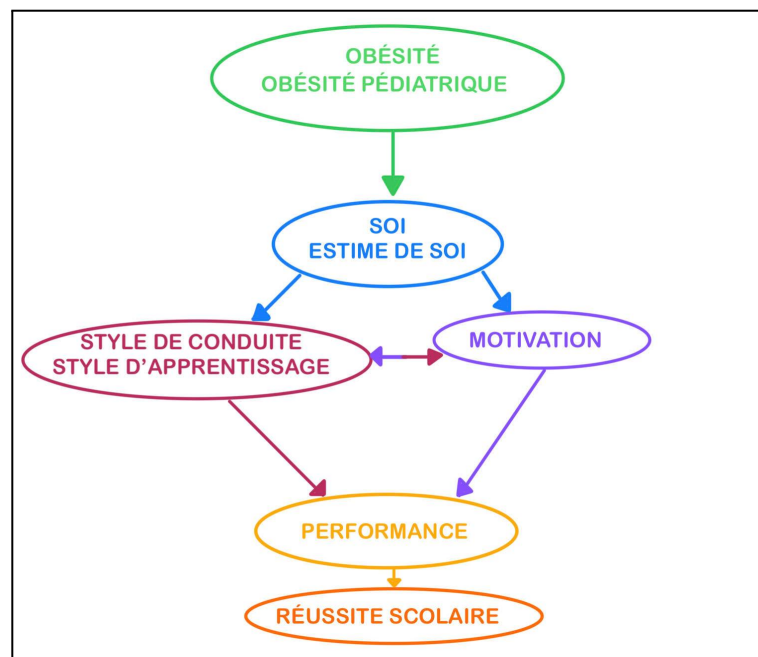 OBÉSITÉ
OBÉSITÉ PÉDIATRIQUE
SOI
ESTIME DE SOI
STYLE DE CONDUITE
STYLE D’APPRENTISSAGE
MOTIVATION
PERFORMANCE
RÉUSSITE SCOLAIRE